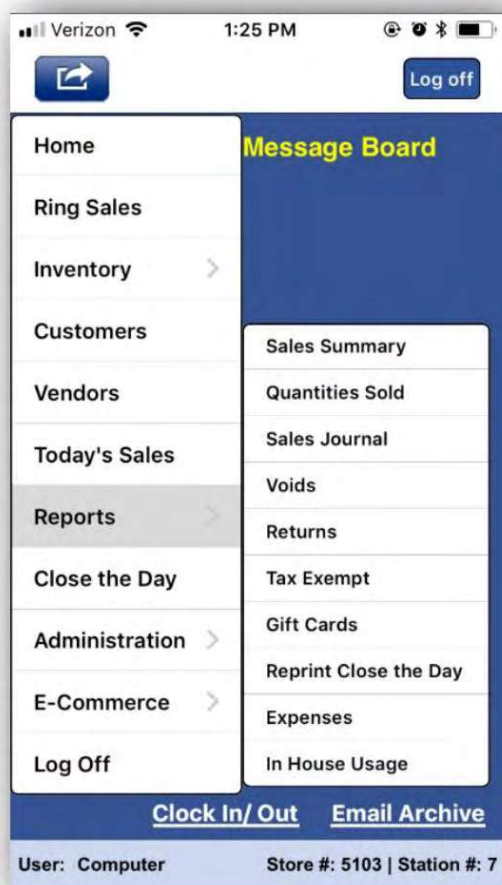 Verizon 1:25 PM
Log off
Message Board
Home
Ring Sales
Inventory
Customers
Vendors
Today's Sales
Reports
Close the Day
Administration
E-Commerce
Log Off
Sales Summary
Quantities Sold
Sales Journal
Voids
Returns
Tax Exempt
Gift Cards
Reprint Close the Day
Expenses
In House Usage
Clock In/ Out Email Archive
User: Computer Store #: 5103 | Station #: 7